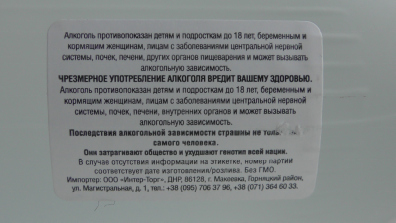 Алкоголь противопоказан детям и подросткам до 18 лет, беременным и
кормящим женщинам, лицам с заболеваниями центральной нервной
системы, почек, печени, других органов пищеварения и может вызывать
алкогольную зависимость.
ЧРЕЗМЕРНОЕ УПОТРЕБЛЕНИЕ АЛКОГОЛЯ ВРЕДИТ ВАШЕМУ ЗДОРОВЬЮ.
Алкоголь противопоказан детям и подросткам до 18 лет, беременным и
кормящим женщинам, лицам с заболеваниями центральной нервной
системы, почек, печени, внутренних органов и может вызывать
алкогольную зависимость.
Последствия алкогольной зависимости страшны не
самого человека.
Они затрагивают общество и ухудшают генотип всей нации.
В случае отсутствия информации на этикетке, номер партии
соответствует дате изготовления/розлива. Без ГМО.
Импортер: ООО «Интер-Торг», ДНР, 86128, г. Макеевка, Горняцкий район,
ул. Магистральная, д. 1, тел.: +38 (095) 706 37 96, +38 (071) 364 60 33.